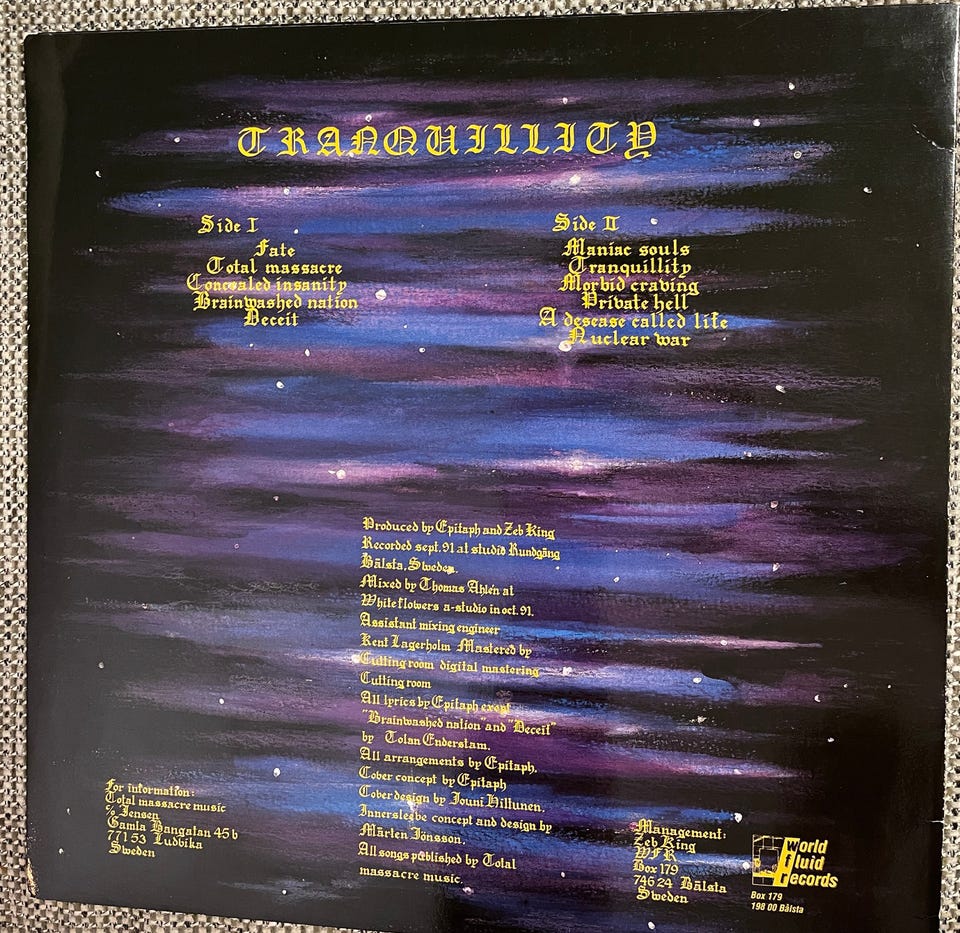 TRANQUILLITY
Side I
Fate
Total massacre
Concealed insanity
Brainwashed nation
Deceit
Side II
Maniac souls
Tranquillity
Morbid craving
Private hell
A desease called life
Nuclear war
Produced by Epitaph and Zeb King
Recorded sept. 91 at studio Rundgång
Bålsta, Sweden.
Mixed by Thomas Ahlén at
Whiteflowers a-studio in oct. 91.
Assistant mixing engineer
Kent Lagerholm Mastered by
Cutting room digital mastering
Cutting room
All lyrics by Epitaph exept
"Brainwashed nation" and "Deceit"
by Tolan Enderstam.
All arrangements by Epitaph.
Cover concept by Epitaph
Cover design by Jouni Hiltunen.
Innersleeve concept and design by
Mårten Jönsson.
All songs published by Total
massacre music.
For information:
Total massacre music
c/o Jensen
Gamla Bangatan 45 b
771 53 Ludvika
Sweden
Management:
Zeb King
WFR
Box 179
746 24 Bålsta
Sweden
World
fluid
records
Box 179
198 00 Bålsta